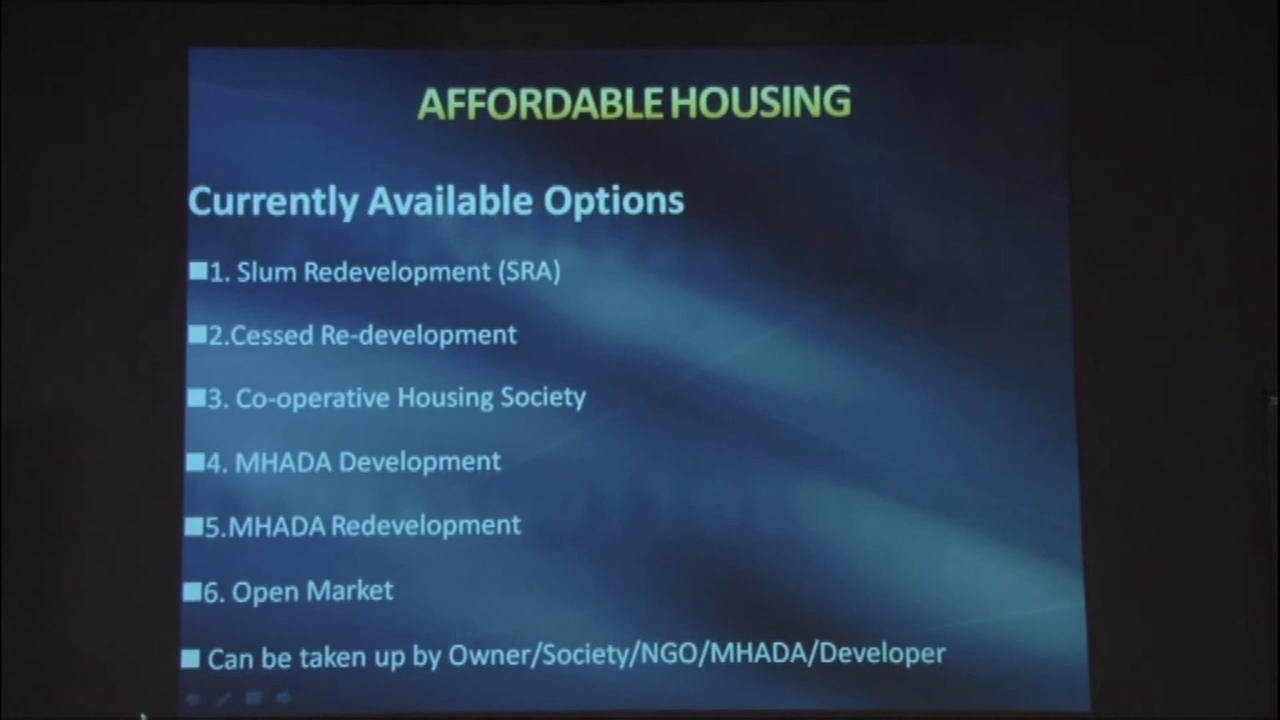 AFFORDABLE HOUSING
Currently Available Options
■1. Slum Redevelopment (SRA)
■2.Cessed Re-development
■3. Co-operative Housing Society
■4. MHADA Development
■5.MHADA Redevelopment
■6. Open Market
■ Can be taken up by Owner/Society/NGO/MHADA/Developer